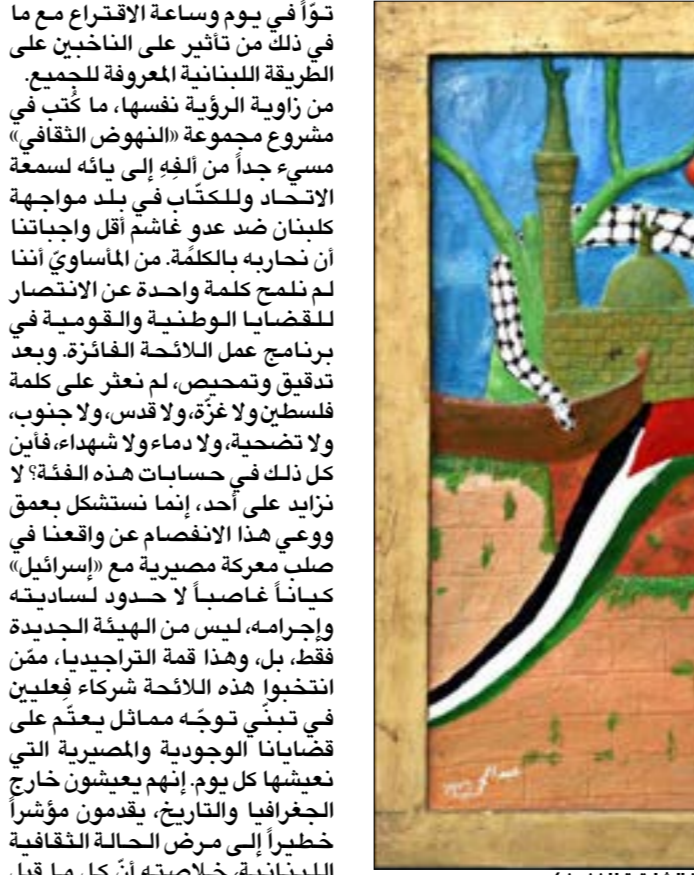 توّاً في يوم وساعة الاقتراع مع ما
في ذلك من تأثير على الناخبين على
الطريقة اللبنانية المعروفة للجميع.
من زاوية الرؤية نفسها، ما كُتب في
مشروع مجموعة «النهوض الثقافي»
مسيء جداً من ألفِهِ إلى يائه لسمعة
الاتحاد وللكتّاب في بلد مواجهة
كلبنان ضد عدو غاشم أقل واجباتنا
أن نحاربه بالكلمة. من المأساويّ أننا
لم نلمح كلمة واحدة عن الانتصار
للقضايا الوطنية والقومية في
برنامج عمل اللائحة الفائزة. وبعد
تدقيق وتمحيص، لم نعثر على كلمة
فلسطين ولا غزّة، ولا قدس، ولا جنوب،
ولا تضحية، ولا دماء ولا شهداء، فأين
كل ذلك في حسابات هذه الفئة؟ لا
نزايد على أحد، إنما نستشكل بعمق
ووعي هذا الانفصام عن واقعنا في
صلب معركة مصيرية مع «إسرائيل»
كياناً غاصباً لا حدود لساديته
وإجرامه، ليس من الهيئة الجديدة
فقط، بل، وهذا قمة التراجيديا، ممّن
انتخبوا هذه اللائحة شركاء فِعليين
في تبنّي توجّه مماثل يعتّم على
قضايانا الوجودية والمصيرية التي
نعيشها كل يوم. إنهم يعيشون خارج
الجغرافيا والتاريخ، يقدمون مؤشراً
خطيراً إلى مرض الحالة الثقافية
اللبنانية، خلاصته أنّ كل ما قيل